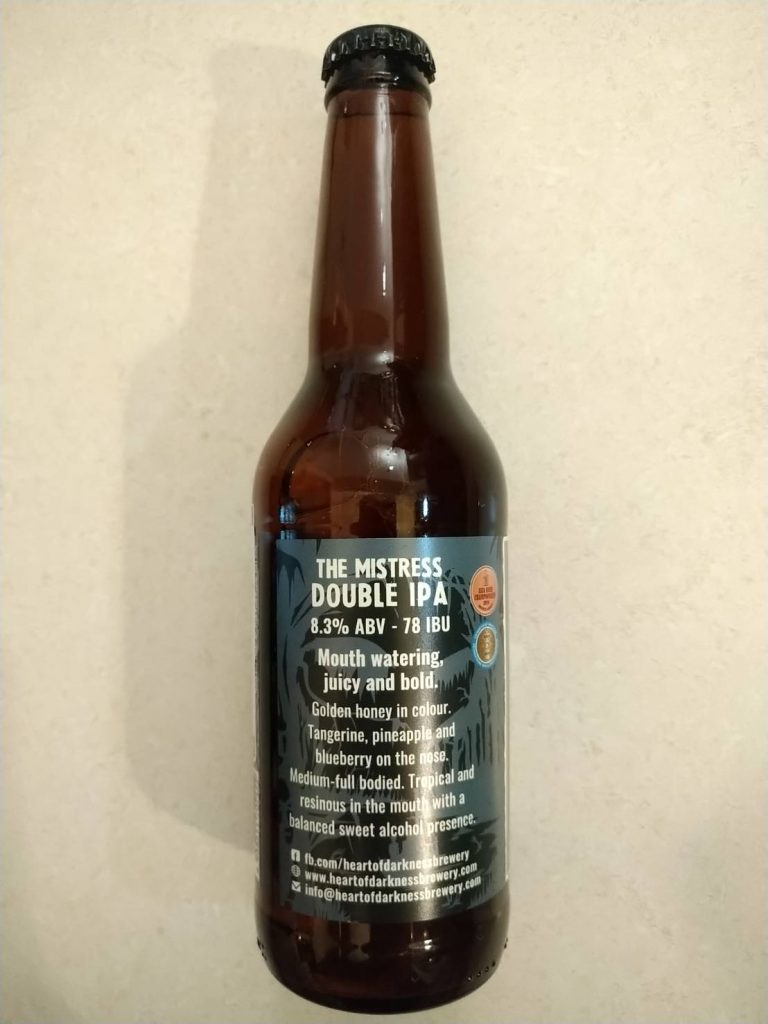 THE MISTRESS
DOUBLE IPA
8.3% ABV - 78 IBU
Mouth watering,
juicy and bold.
Golden honey in colour.
Tangerine, pineapple and
blueberry on the nose.
Medium-full bodied. Tropical and
resinous in the mouth with a
balanced sweet alcohol presence.
fb.com/heartofdarknessbrewery
www.heartofdarknessbrewery.com
info@heartofdarknessbrewery.com